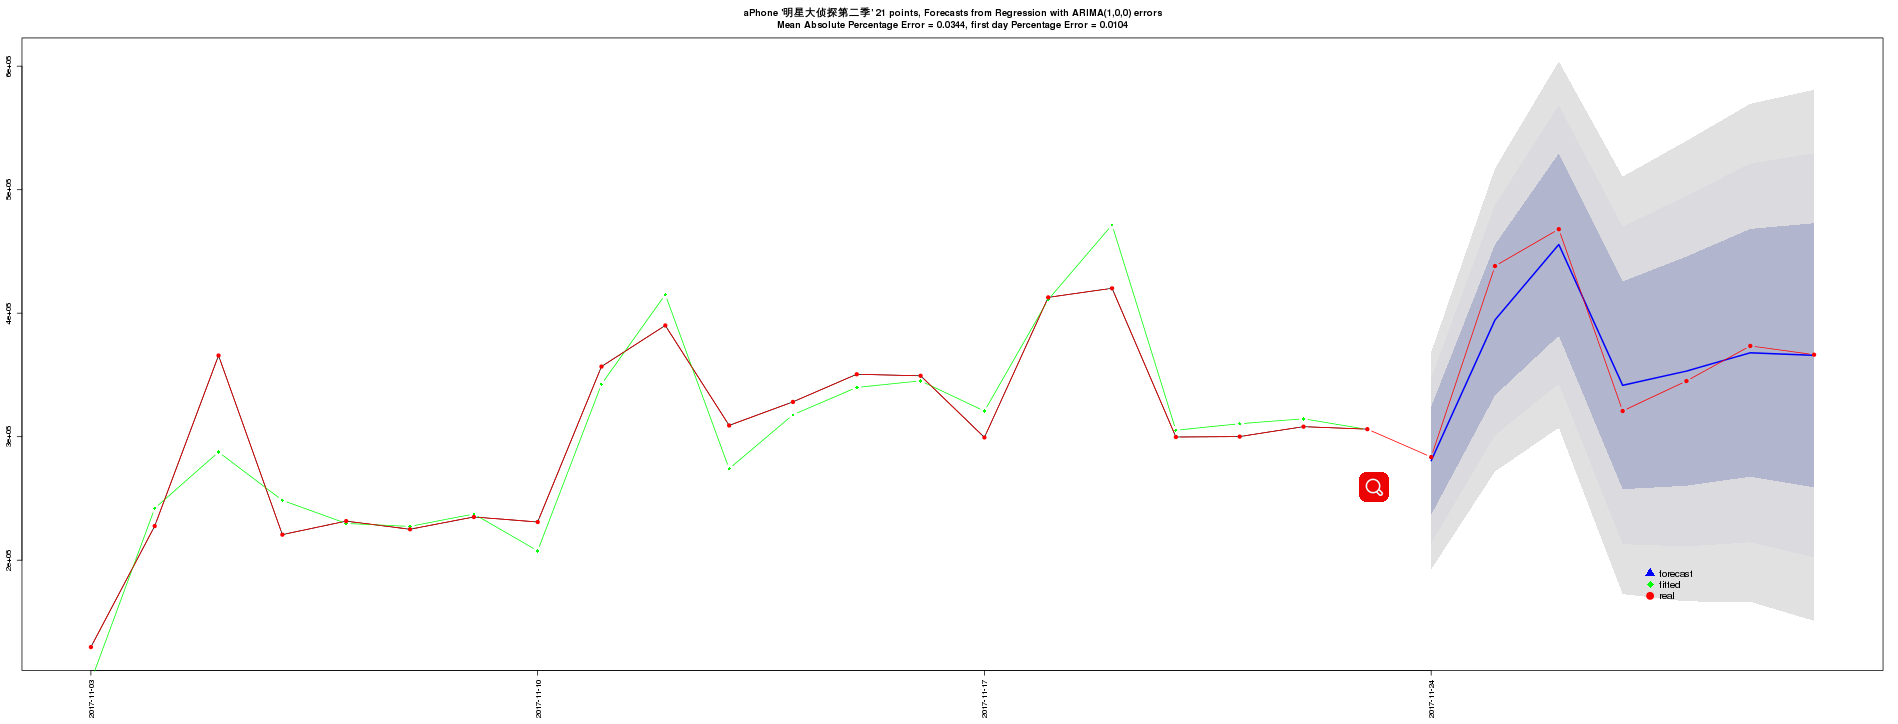 aPhone '明星大侦探第二季' 21 points, Forecasts from Regression with ARIMA(1,0,0) errors
Mean Absolute Percentage Error = 0.0344, first day Percentage Error = 0.0104
6e+05
5e+05
4e+05
3e+05
2e+05
forecast
fitted
real
2017-11-03
2017-11-10
2017-11-17
2017-11-24